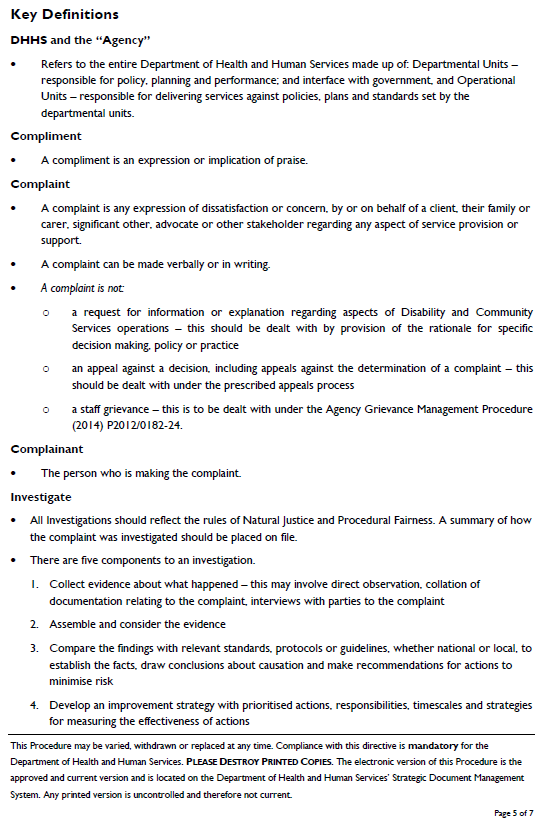 Key Definitions
DHHS and the “Agency”
• Refers to the entire Department of Health and Human Services made up of: Departmental Units –
responsible for policy, planning and performance; and interface with government, and Operational
Units – responsible for delivering services against policies, plans and standards set by the
departmental units.
Compliment
• A compliment is an expression or implication of praise.
Complaint
• A complaint is any expression of dissatisfaction or concern, by or on behalf of a client, their family or
carer, significant other, advocate or other stakeholder regarding any aspect of service provision or
support.
• A complaint can be made verbally or in writing.
• A complaint is not:
o a request for information or explanation regarding aspects of Disability and Community
Services operations – this should be dealt with by provision of the rationale for specific
decision making, policy or practice
o an appeal against a decision, including appeals against the determination of a complaint – this
should be dealt with under the prescribed appeals process
o a staff grievance – this is to be dealt with under the Agency Grievance Management Procedure
(2014) P2012/0182-24.
Complainant
• The person who is making the complaint.
Investigate
• All Investigations should reflect the rules of Natural Justice and Procedural Fairness. A summary of how
the complaint was investigated should be placed on file.
• There are five components to an investigation.
1. Collect evidence about what happened – this may involve direct observation, collation of
documentation relating to the complaint, interviews with parties to the complaint
2. Assemble and consider the evidence
3. Compare the findings with relevant standards, protocols or guidelines, whether national or local, to
establish the facts, draw conclusions about causation and make recommendations for actions to
minimise risk
4. Develop an improvement strategy with prioritised actions, responsibilities, timescales and strategies
for measuring the effectiveness of actions
This Procedure may be varied, withdrawn or replaced at any time. Compliance with this directive is mandatory for the
Department of Health and Human Services. PLEASE DESTROY PRINTED COPIES. The electronic version of this Procedure is the
approved and current version and is located on the Department of Health and Human Services’ Strategic Document Management
System. Any printed version is uncontrolled and therefore not current.
Page 5 of 7